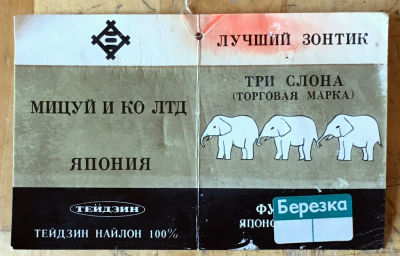 МИЦУЙ И КО ЛТД
ЯПОНИЯ
ТЕЙДЗИН
ТЕЙДЗИН НАЙЛОН 100%
ЛУЧШИЙ ЗОНТИК
ТРИ СЛОНА
(ТОРГОВАЯ МАРКА)
Березка